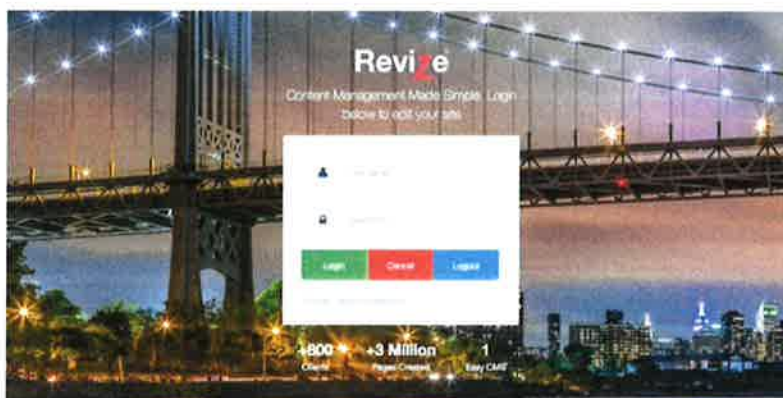 Revize
Content Management Made Simple. Login
below to edit your site
Login Cancel Logout
+800 +3 Million 1
Clients Pages Created Easy CMS